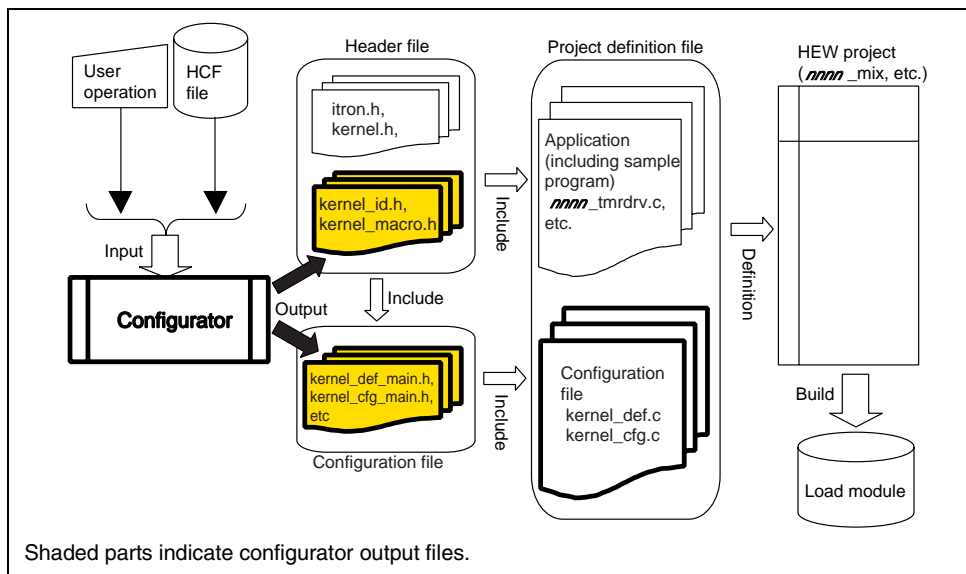 User
operation
HCF
file
Input
Configurator
Output
Header file
itron.h,
kernel.h,
kernel_id.h,
kernel_macro.h
Include
kernel_def_main.h,
kernel_cfg_main.h,
etc
Configuration file
Include
Include
Project definition file
Application
(including sample
program)
nnnn_tmrdrv.c,
etc.
Configuration
file
kernel_def.c
kernel_cfg.c
Definition
HEW project
(nnnn_mix, etc.)
Build
Load module
Shaded parts indicate configurator output files.